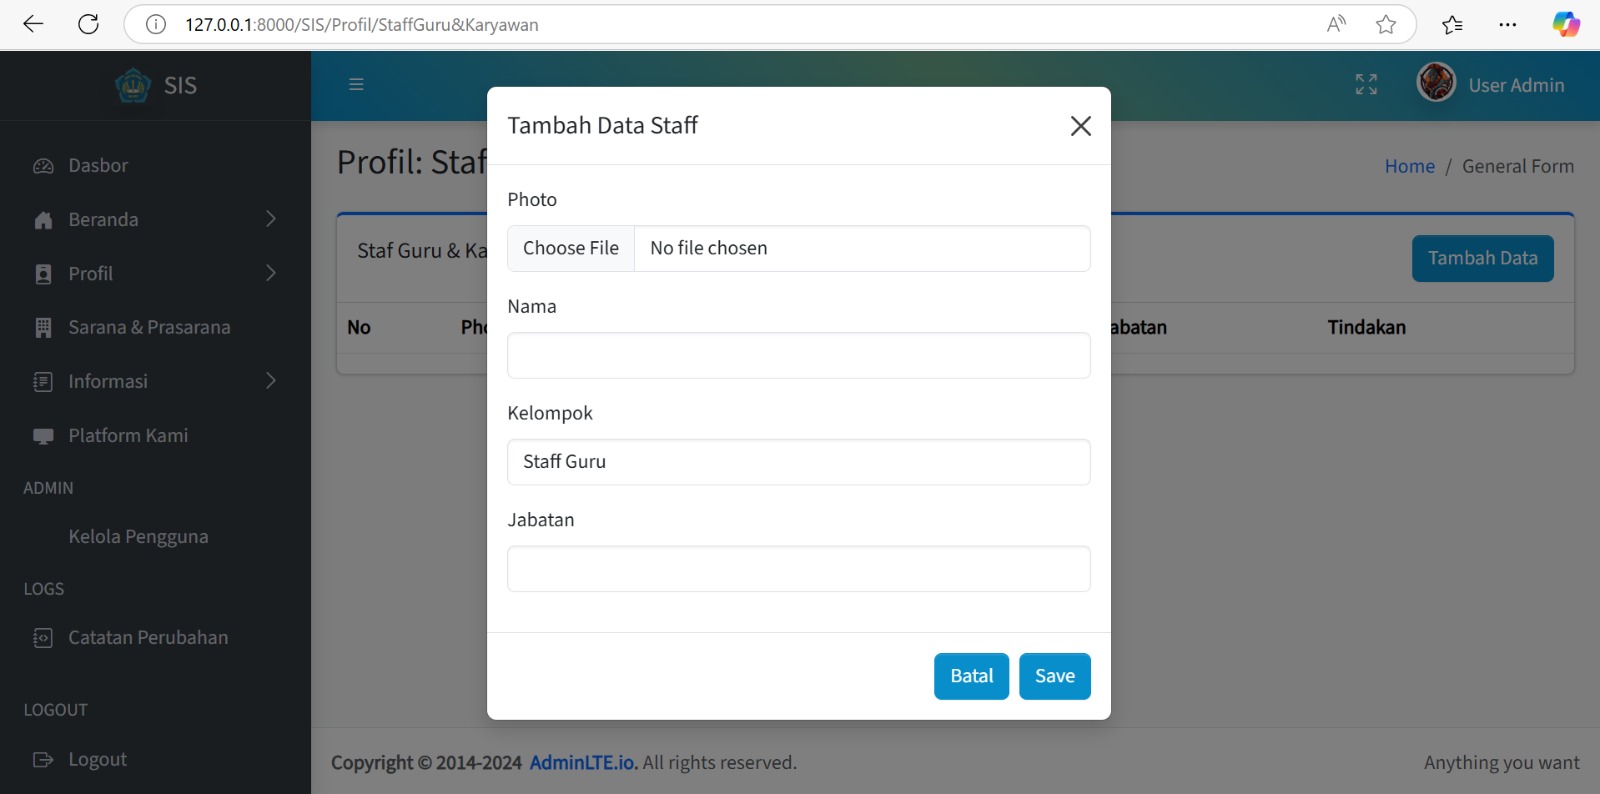 127.0.0.1:8000/SIS/Profil/StaffGuru&Karyawan
SIS
User Admin
Dasbor
Beranda
Profil
Sarana & Prasarana
Informasi
Platform Kami
ADMIN
Kelola Pengguna
LOGS
Catatan Perubahan
LOGOUT
Logout
Profil: Staf
Home / General Form
Staf Guru & Ka
Tambah Data
No Pho abatan Tindakan
Tambah Data Staff
Photo
Choose File No file chosen
Nama
Kelompok
Staff Guru
Jabatan
Batal Save
Copyright © 2014-2024 AdminLTE.io. All rights reserved.
Anything you want